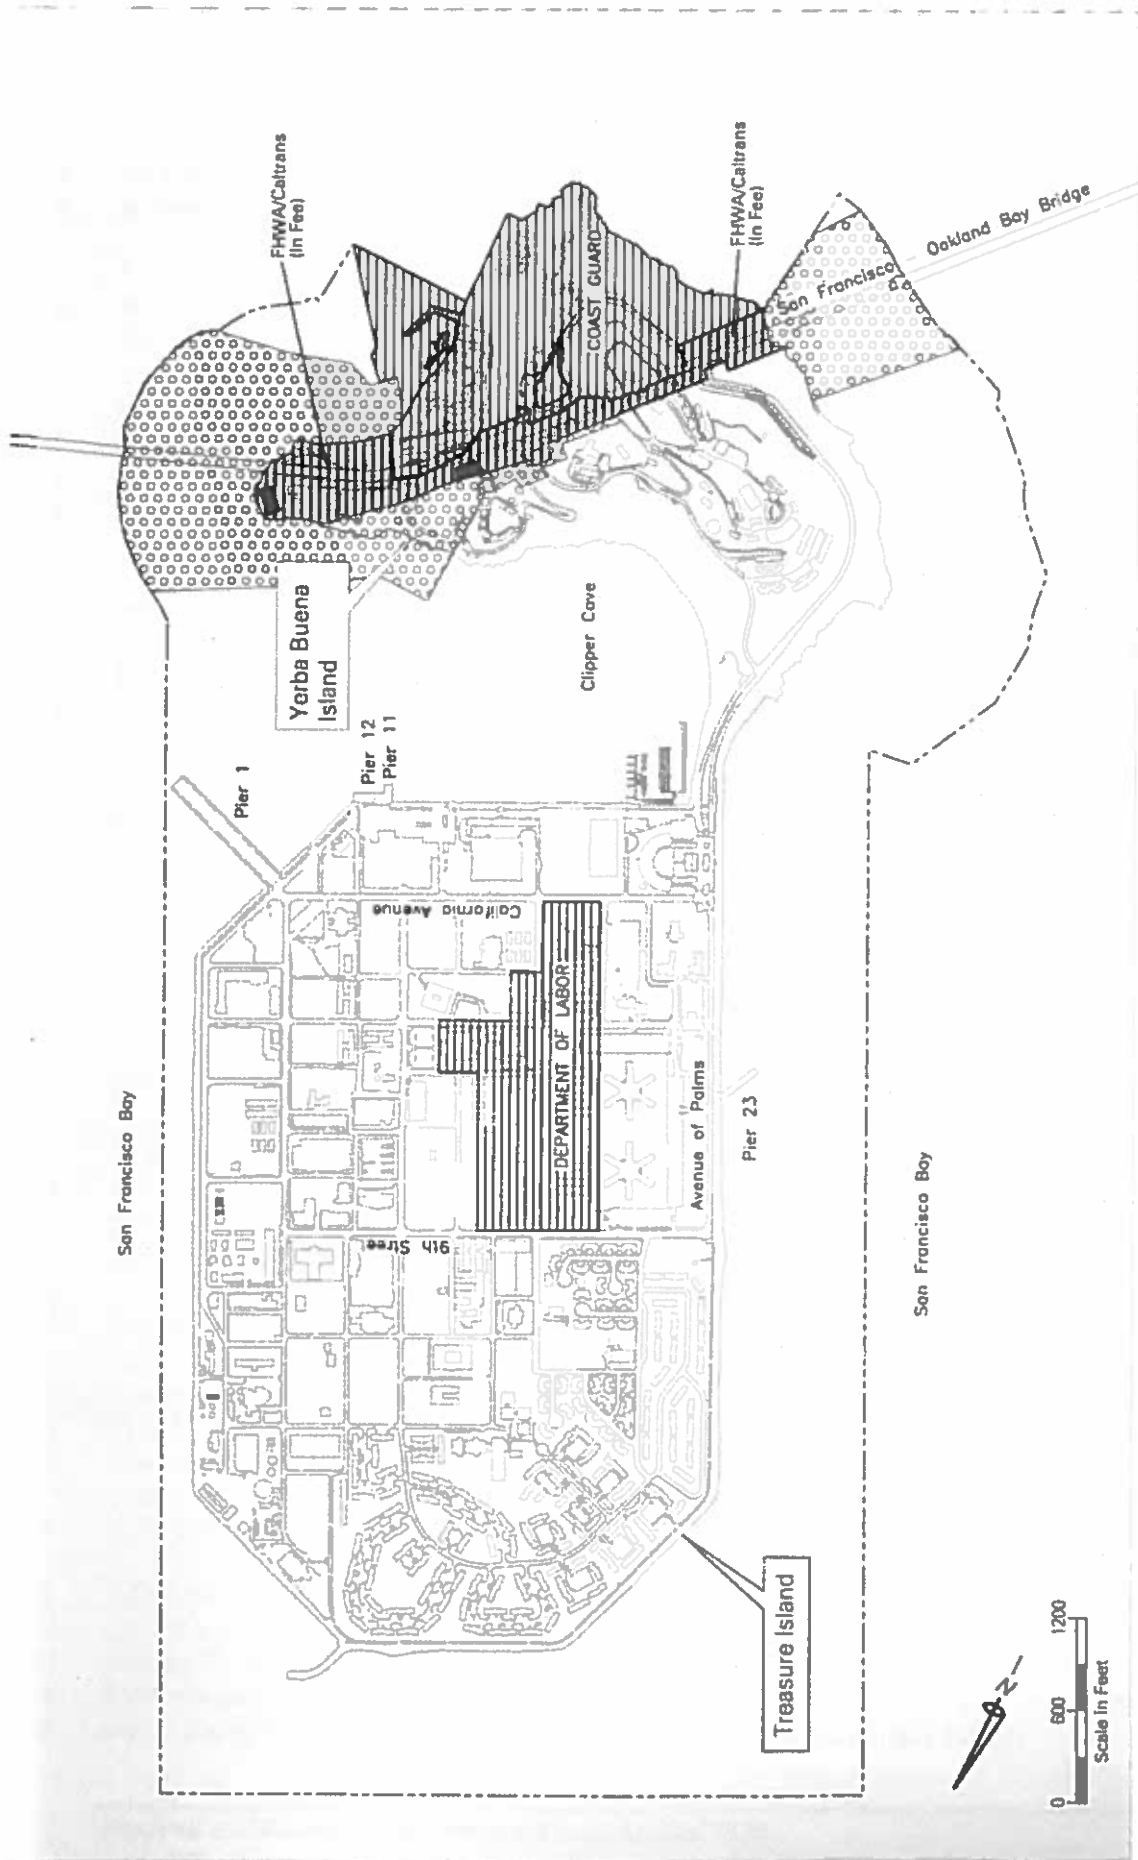 San Francisco Bay
Pier 1
Pier 12
Pier 11
Yerba Buena
Island
FHWA/Caltrans
(In Fee)
COAST GUARD
FHWA/Caltrans
(In Fee)
San Francisco Oakland Bay Bridge
Clipper Cove
California Avenue
DEPARTMENT OF LABOR
9th Street
Avenue of Palms
Pier 23
San Francisco Bay
Treasure Island
N
0 600 1200
Scale in Feet